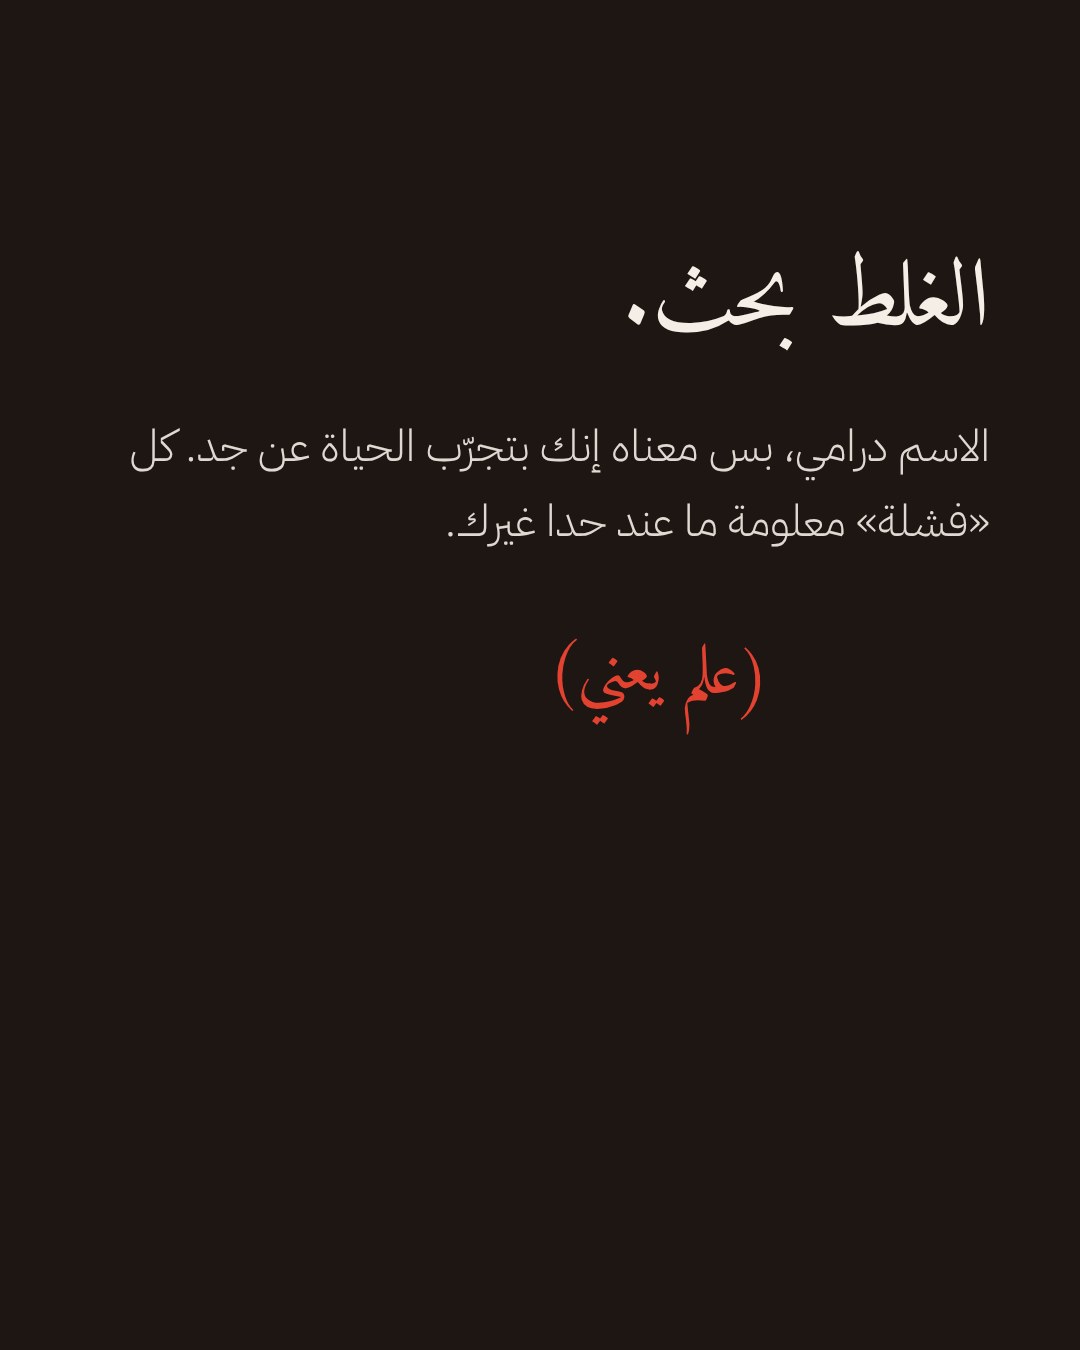 الغلط بحث.
الاسم درامي، بس معناه إنك بتجرّب الحياة عن جد. كل
«فشلة» معلومة ما عند حدا غيرك.
(علم يعني)